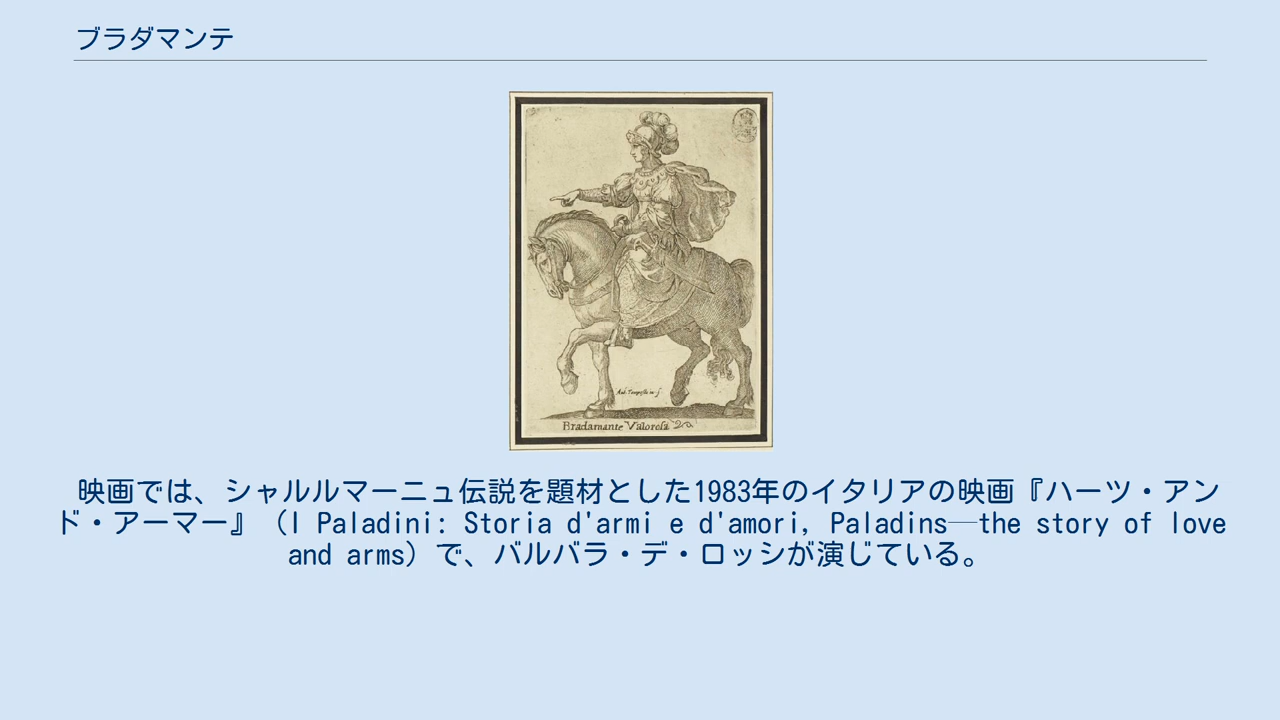 ブラダマンテ
Bradamante Valorosa
映画では、シャルルマーニュ伝説を題材とした1983年のイタリアの映画『ハーツ・アン
ド・アーマー』（I Paladini: Storia d'armi e d'amori, Paladins―the story of love
and arms）で、バルバラ・デ・ロッシが演じている。